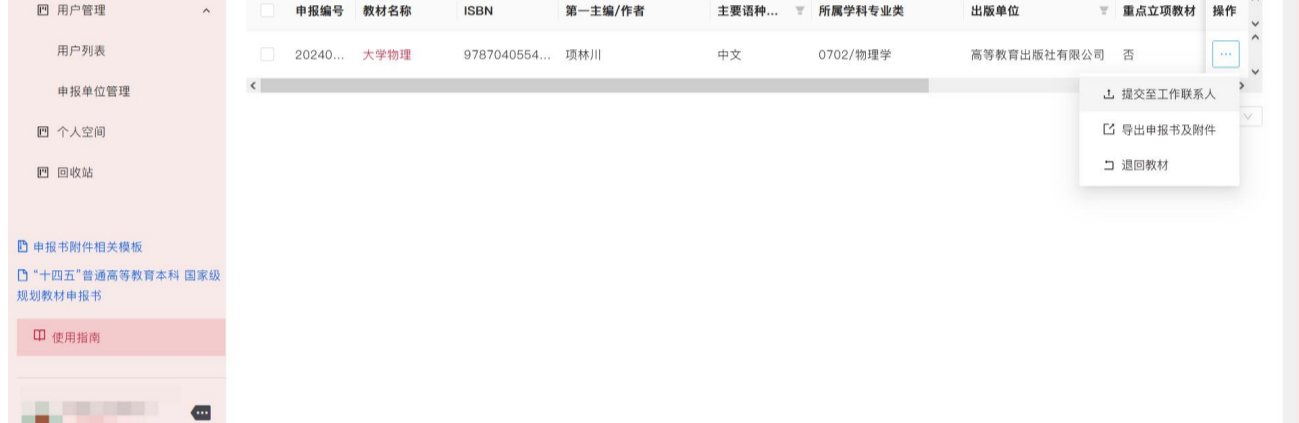 用户管理
用户列表
申报单位管理
个人空间
回收站
申报书附件相关模板
“十四五”普通高等教育本科 国家级
规划教材申报书
使用指南
申报编号 教材名称 ISBN 第一主编/作者 主要语种... 所属学科专业类 出版单位 重点立项教材 操作
20240... 大学物理 9787040554... 项林川 中文 0702/物理学 高等教育出版社有限公司 否 ...
提交至工作联系人
导出申报书及附件
退回教材